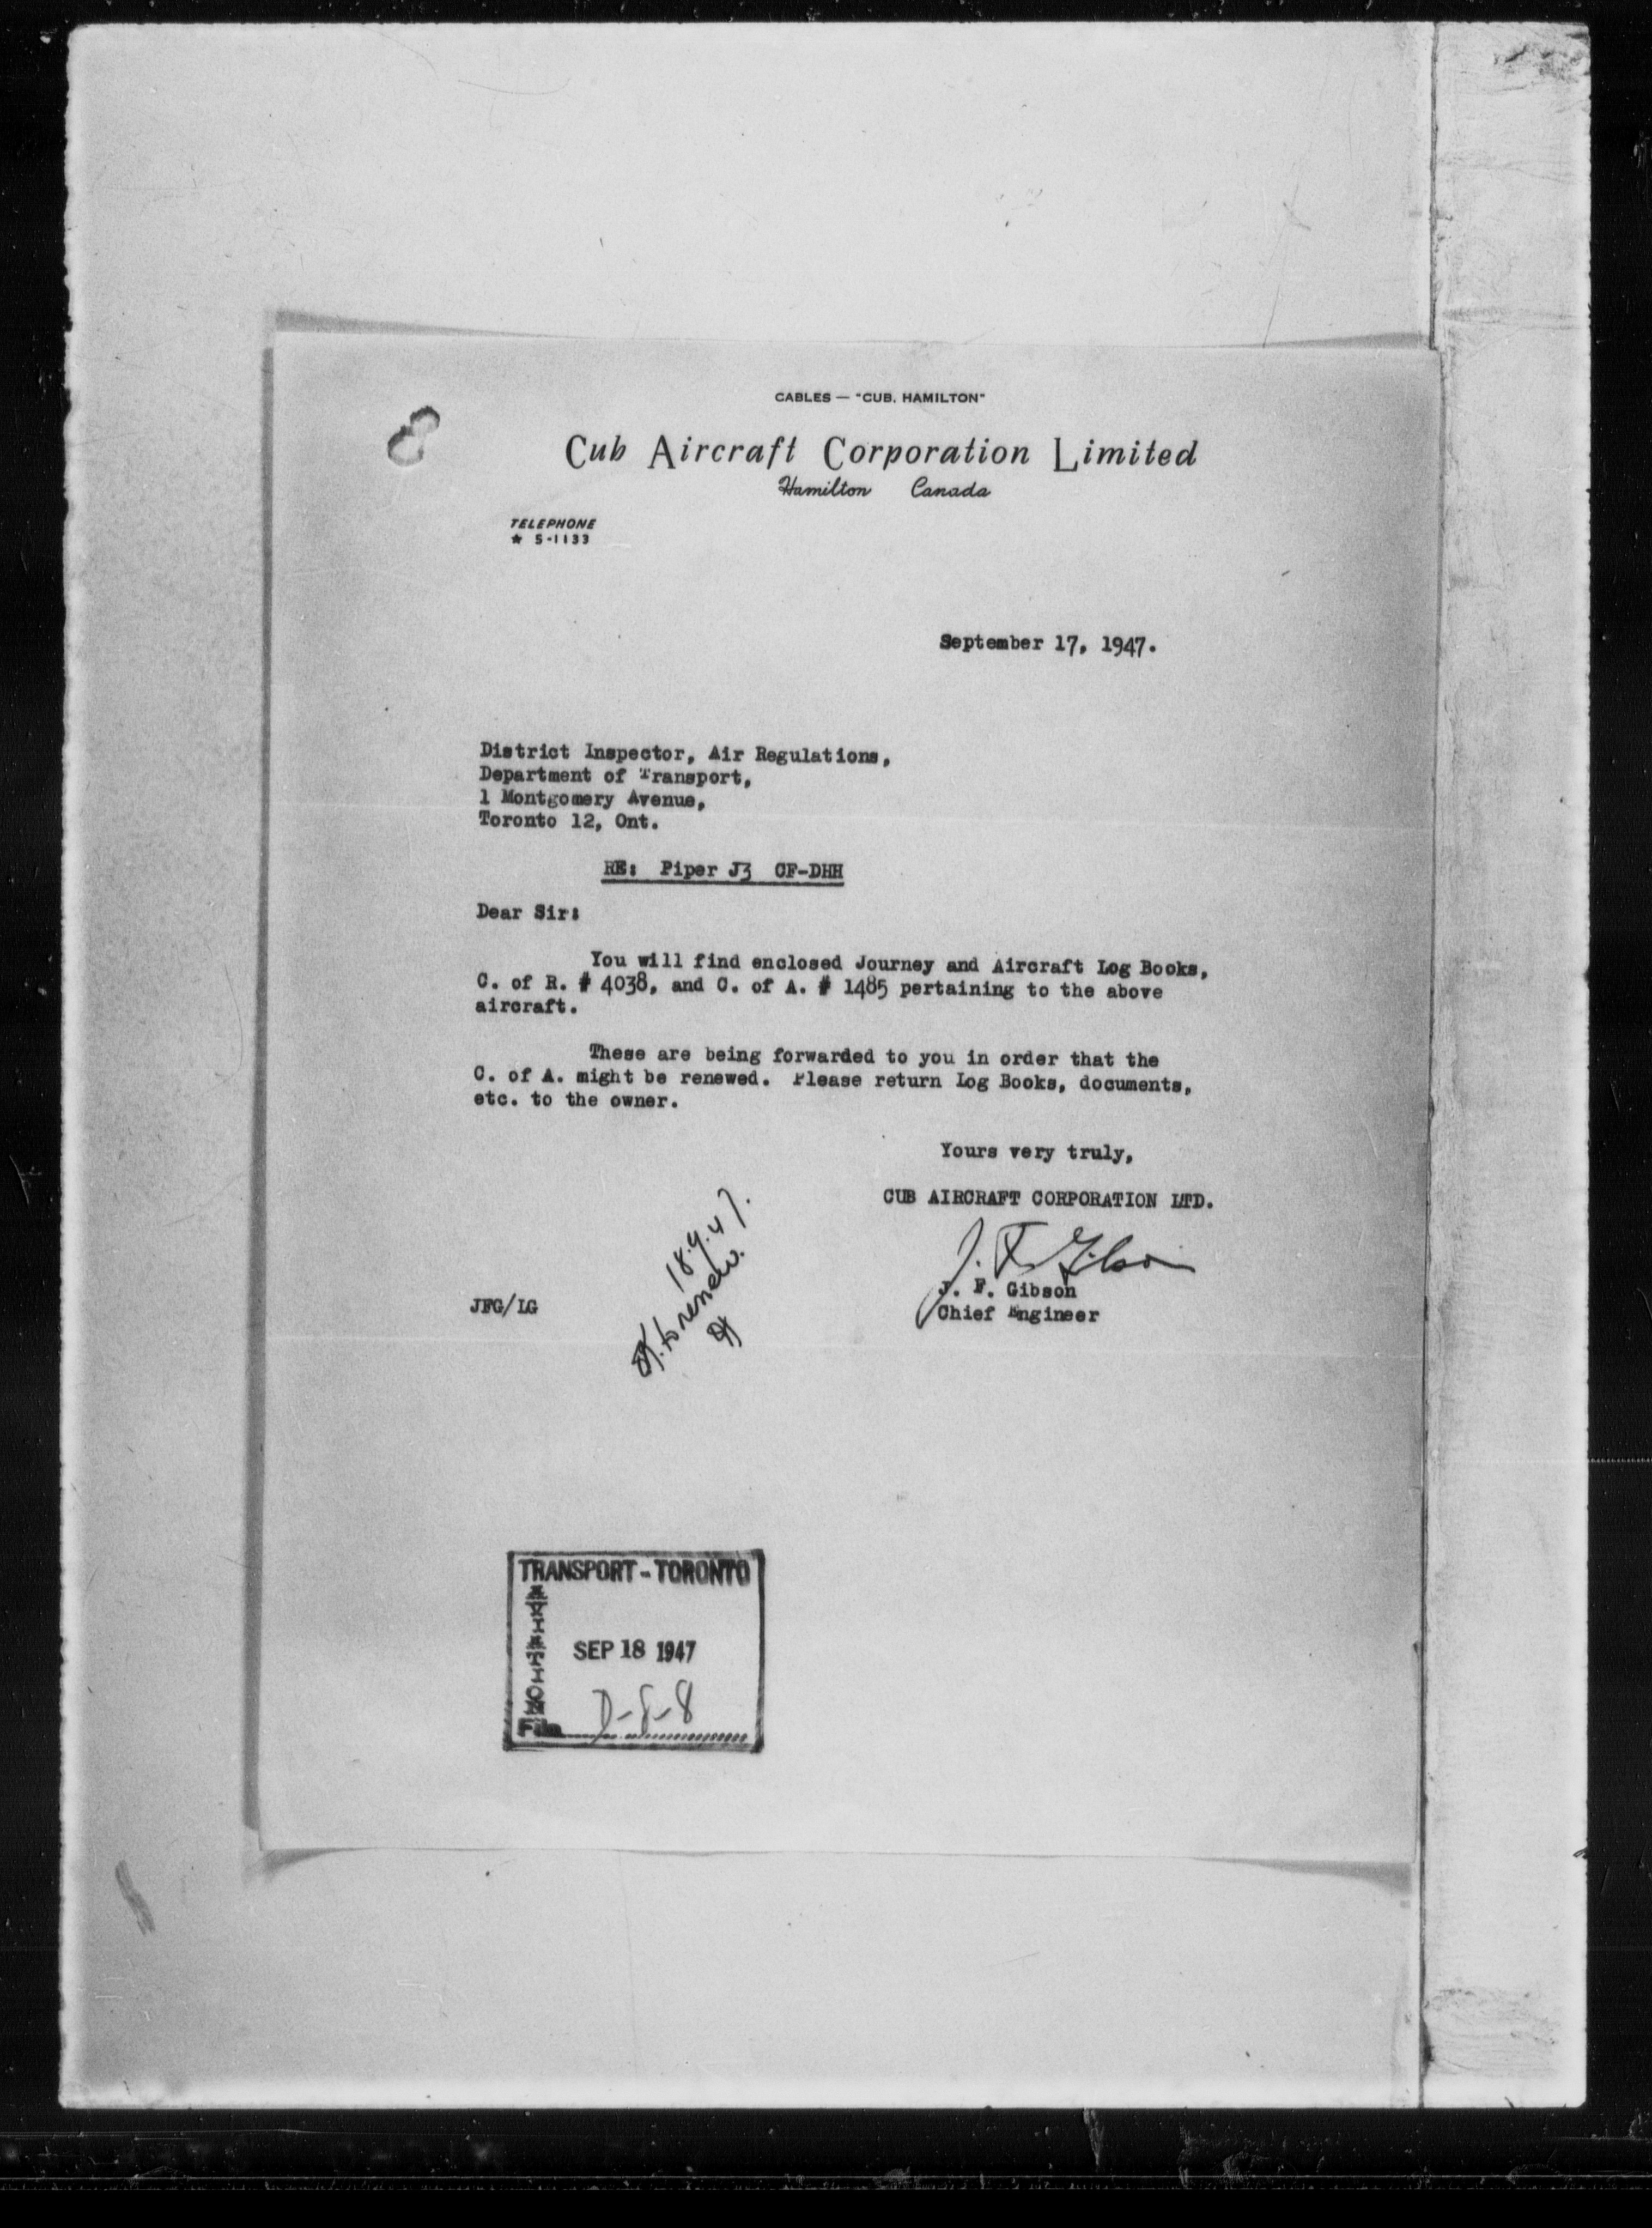 CABLES — "CUB, HAMILTON"
Cub Aircraft Corporation Limited
Hamilton Canada
TELEPHONE
★ 5-1133
September 17, 1947.
District Inspector, Air Regulations,
Department of Transport,
1 Montgomery Avenue,
Toronto 12, Ont.
RE: Piper J3 CF-DHH
Dear Sir:
You will find enclosed Journey and Aircraft Log Books,
C. of R. # 4038, and C. of A. # 1485 pertaining to the above
aircraft.
These are being forwarded to you in order that the
C. of A. might be renewed. Please return Log Books, documents,
etc. to the owner.
Yours very truly,
CUB AIRCRAFT CORPORATION LTD.
J. F. Gibson
J. F. Gibson
Chief Engineer
JFG/LG
18.9.47.
OK. to renew.
TRANSPORT - TORONTO
AVIATION
SEP 18 1947
File D-8-8